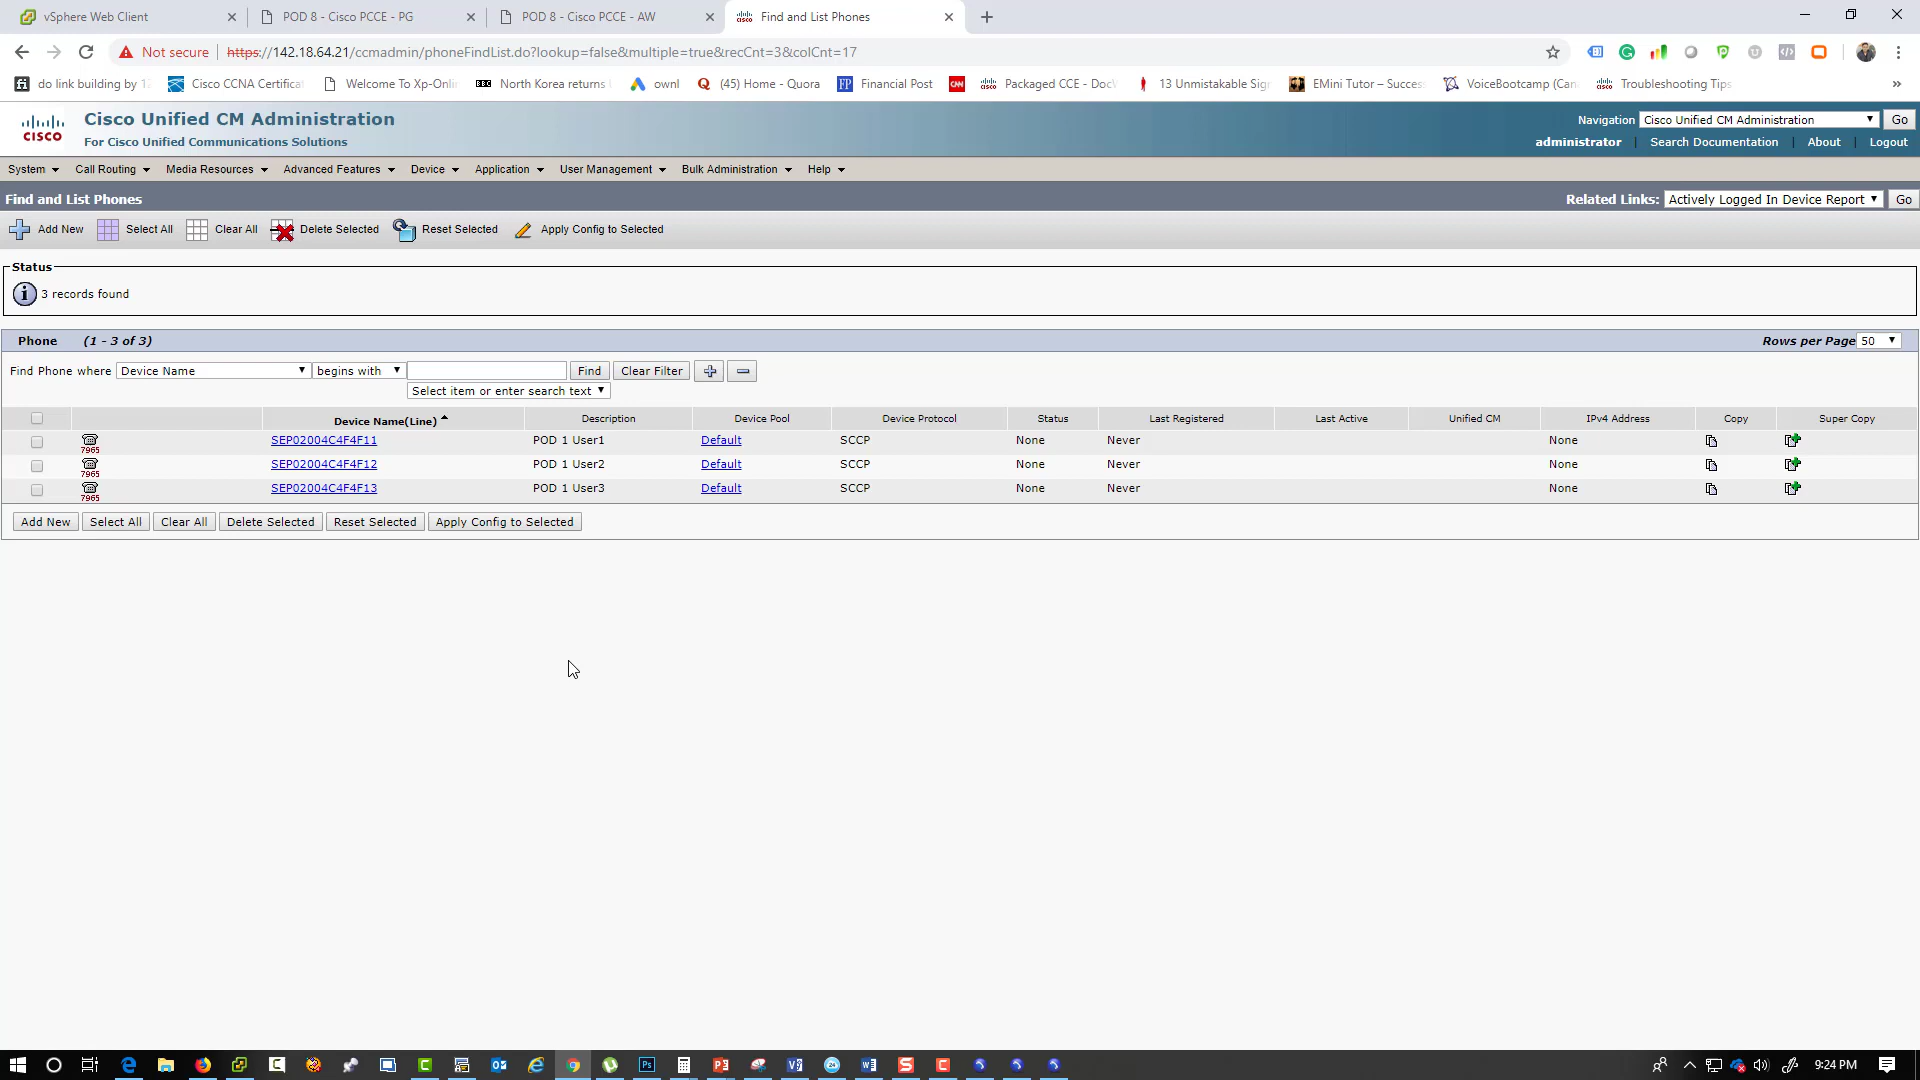 vSphere Web Client
POD 8 - Cisco PCCE - PG
POD 8 - Cisco PCCE - AW
Find and List Phones
Not secure https://142.18.64.21/ccmadmin/phoneFindList.do?lookup=false&multiple=true&recCnt=3&colCnt=17
do link building by 12
Cisco CCNA Certificat
Welcome To Xp-Onlin
North Korea returns
ownl
(45) Home - Quora
Financial Post
Packaged CCE - Doc
13 Unmistakable Sig
EMini Tutor – Succes
VoiceBootcamp (Can
Troubleshooting Tips
CISCO
Cisco Unified CM Administration
For Cisco Unified Communications Solutions
Navigation Cisco Unified CM Administration Go
administrator | Search Documentation | About | Logout
System Call Routing Media Resources Advanced Features Device Application User Management Bulk Administration Help
Find and List Phones
Related Links: Actively Logged In Device Report Go
Add New Select All Clear All Delete Selected Reset Selected Apply Config to Selected
Status
3 records found
Phone (1 - 3 of 3)
Rows per Page 50
Find Phone where Device Name begins with Find Clear Filter
Select item or enter search text
Device Name(Line) Description Device Pool Device Protocol Status Last Registered Last Active Unified CM IPv4 Address Copy Super Copy
7965 SEP02004C4F4F11 POD 1 User1 Default SCCP None Never None
7965 SEP02004C4F4F12 POD 1 User2 Default SCCP None Never None
7965 SEP02004C4F4F13 POD 1 User3 Default SCCP None Never None
Add New Select All Clear All Delete Selected Reset Selected Apply Config to Selected
9:24 PM